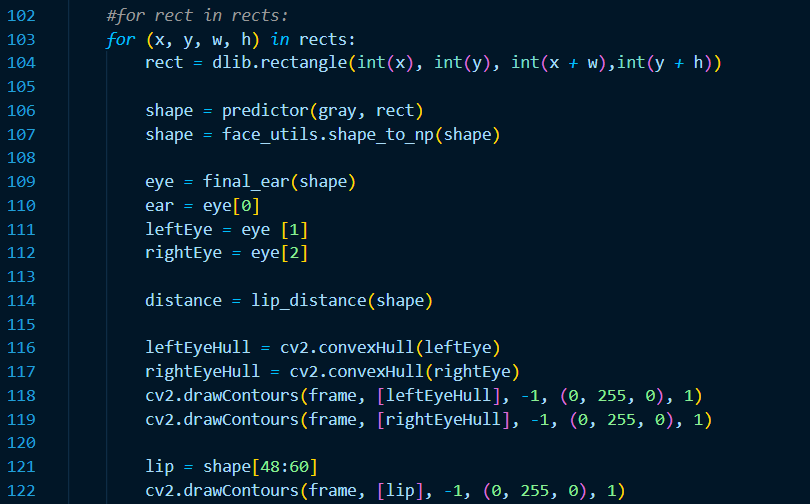 102 #for rect in rects:
103 for (x, y, w, h) in rects:
104 rect = dlib.rectangle(int(x), int(y), int(x + w),int(y + h))
105
106 shape = predictor(gray, rect)
107 shape = face_utils.shape_to_np(shape)
108
109 eye = final_ear(shape)
110 ear = eye[0]
111 leftEye = eye [1]
112 rightEye = eye[2]
113
114 distance = lip_distance(shape)
115
116 leftEyeHull = cv2.convexHull(leftEye)
117 rightEyeHull = cv2.convexHull(rightEye)
118 cv2.drawContours(frame, [leftEyeHull], -1, (0, 255, 0), 1)
119 cv2.drawContours(frame, [rightEyeHull], -1, (0, 255, 0), 1)
120
121 lip = shape[48:60]
122 cv2.drawContours(frame, [lip], -1, (0, 255, 0), 1)